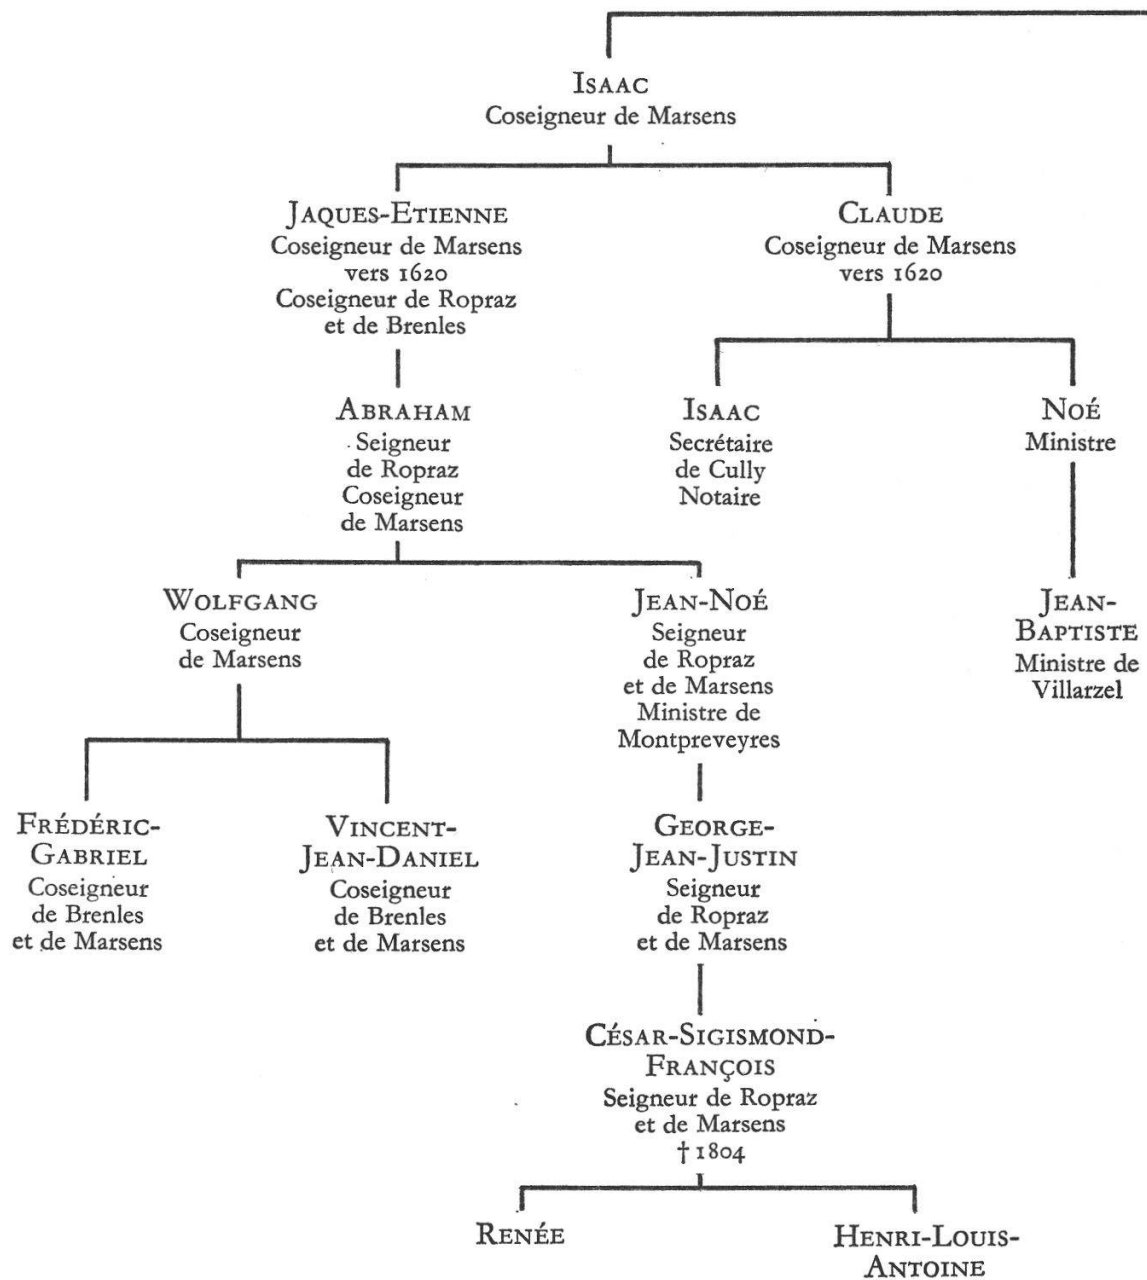 ISAAC
Coseigneur de Marsens
JAQUES-ETIENNE
Coseigneur de Marsens
vers 1620
Coseigneur de Ropraz
et de Brenles
CLAUDE
Coseigneur de Marsens
vers 1620
ABRAHAM
Seigneur
de Ropraz
Coseigneur
de Marsens
ISAAC
Secrétaire
de Cully
Notaire
NOÉ
Ministre
WOLFGANG
Coseigneur
de Marsens
JEAN-NOÉ
Seigneur
de Ropraz
et de Marsens
Ministre de
Montpreveyres
JEAN-
BAPTISTE
Ministre de
Villarzel
FRÉDÉRIC-
GABRIEL
Coseigneur
de Brenles
et de Marsens
VINCENT-
JEAN-DANIEL
Coseigneur
de Brenles
et de Marsens
GEORGE-
JEAN-JUSTIN
Seigneur
de Ropraz
et de Marsens
CÉSAR-SIGISMOND-
FRANÇOIS
Seigneur de Ropraz
et de Marsens
† 1804
RENÉE
HENRI-LOUIS-
ANTOINE